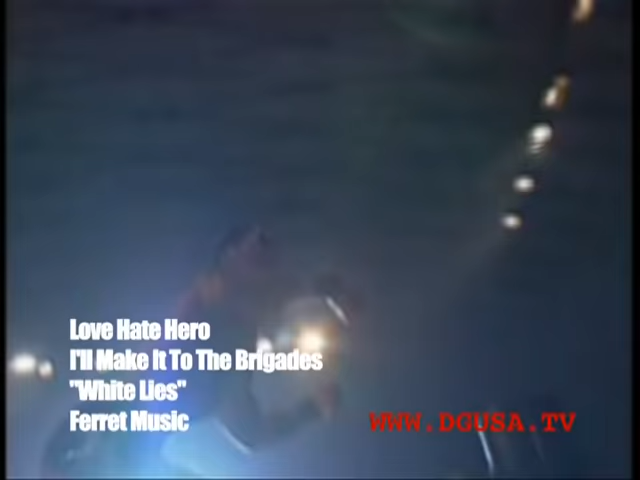 Love Hate Hero
I'll Make It To The Brigades
"White Lies"
Ferret Music
WWW.DGUSA.TV